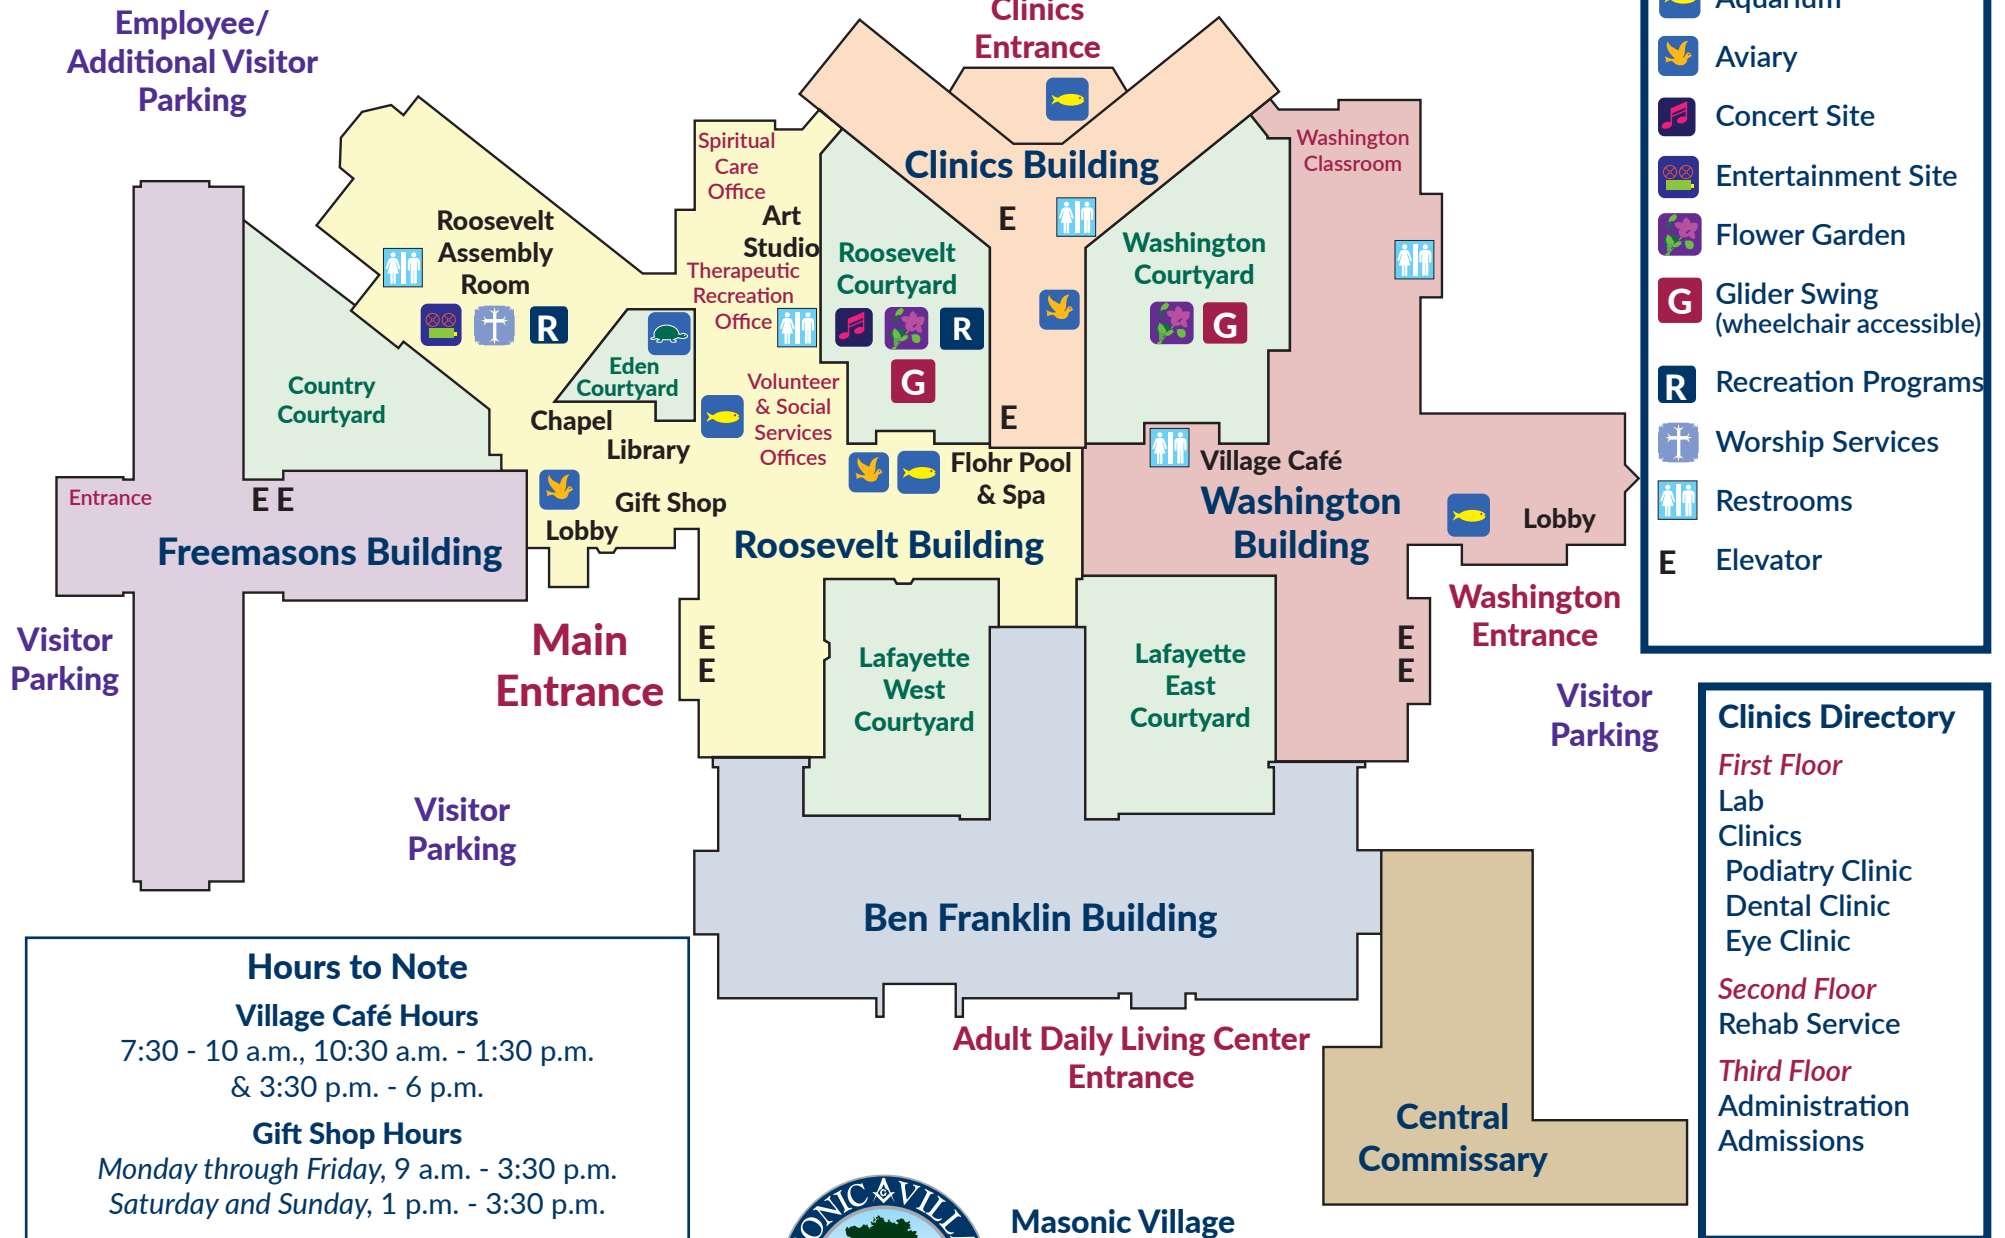 Employee/
Additional Visitor
Parking
Clinics
Entrance
Spiritual
Care
Office
Art
Studio
Therapeutic
Recreation
Office
Clinics Building
E
E
Washington
Classroom
Roosevelt
Assembly
Room
R
Roosevelt
Courtyard
R
G
Washington
Courtyard
G
Eden
Courtyard
Country
Courtyard
Chapel
Library
Volunteer
& Social
Services
Offices
Flohr Pool
& Spa
Village Café
Washington
Building
Lobby
Entrance
E E
Freemasons Building
Gift Shop
Lobby
Roosevelt Building
Washington
Entrance
Visitor
Parking
Main
Entrance
E
E
Lafayette
West
Courtyard
Lafayette
East
Courtyard
E
E
Visitor
Parking
Visitor
Parking
Ben Franklin Building
Adult Daily Living Center
Entrance
Central
Commissary
Aquarium
Aviary
Concert Site
Entertainment Site
Flower Garden
G Glider Swing
(wheelchair accessible)
R Recreation Programs
Worship Services
Restrooms
E Elevator
Clinics Directory
First Floor
Lab
Clinics
Podiatry Clinic
Dental Clinic
Eye Clinic
Second Floor
Rehab Service
Third Floor
Administration
Admissions
Hours to Note
Village Café Hours
7:30 - 10 a.m., 10:30 a.m. - 1:30 p.m.
& 3:30 p.m. - 6 p.m.
Gift Shop Hours
Monday through Friday, 9 a.m. - 3:30 p.m.
Saturday and Sunday, 1 p.m. - 3:30 p.m.
Masonic Village